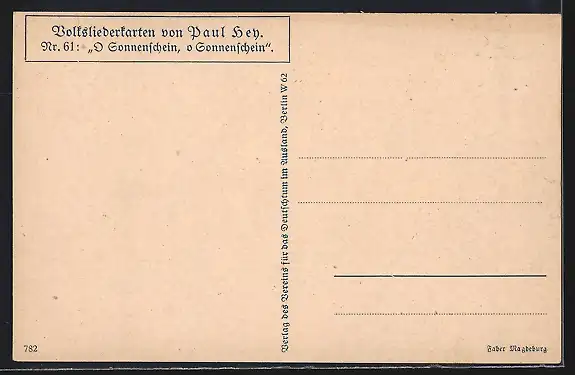 Volksliederkarten von Paul Hey.
Nr. 61: „O Sonnenschein, o Sonnenschein“.
Verlag des Vereins für das Deutschtum im Ausland, Berlin W 62
782
Faber Magdeburg